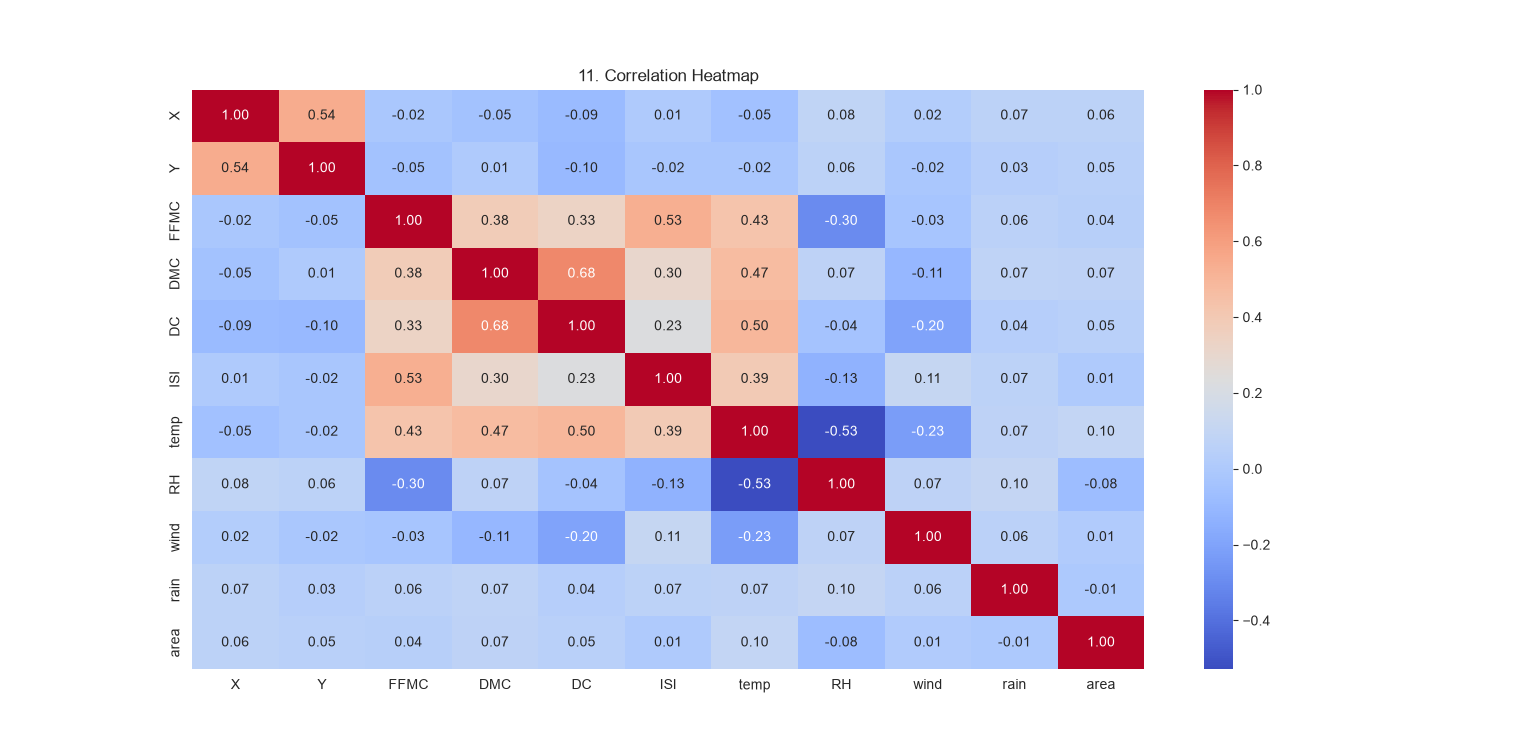 11. Correlation Heatmap
X 1.00 0.54 -0.02 -0.05 -0.09 0.01 -0.05 0.08 0.02 0.07 0.06
Y 0.54 1.00 -0.05 0.01 -0.10 -0.02 -0.02 0.06 -0.02 0.03 0.05
FFMC -0.02 -0.05 1.00 0.38 0.33 0.53 0.43 -0.30 -0.03 0.06 0.04
DMC -0.05 0.01 0.38 1.00 0.68 0.30 0.47 0.07 -0.11 0.07 0.07
DC -0.09 -0.10 0.33 0.68 1.00 0.23 0.50 -0.04 -0.20 0.04 0.05
ISI 0.01 -0.02 0.53 0.30 0.23 1.00 0.39 -0.13 0.11 0.07 0.01
temp -0.05 -0.02 0.43 0.47 0.50 0.39 1.00 -0.53 -0.23 0.07 0.10
RH 0.08 0.06 -0.30 0.07 -0.04 -0.13 -0.53 1.00 0.07 0.10 -0.08
wind 0.02 -0.02 -0.03 -0.11 -0.20 0.11 -0.23 0.07 1.00 0.06 0.01
rain 0.07 0.03 0.06 0.07 0.04 0.07 0.07 0.10 0.06 1.00 -0.01
area 0.06 0.05 0.04 0.07 0.05 0.01 0.10 -0.08 0.01 -0.01 1.00
X Y FFMC DMC DC ISI temp RH wind rain area
1.0
0.8
0.6
0.4
0.2
0.0
−0.2
−0.4